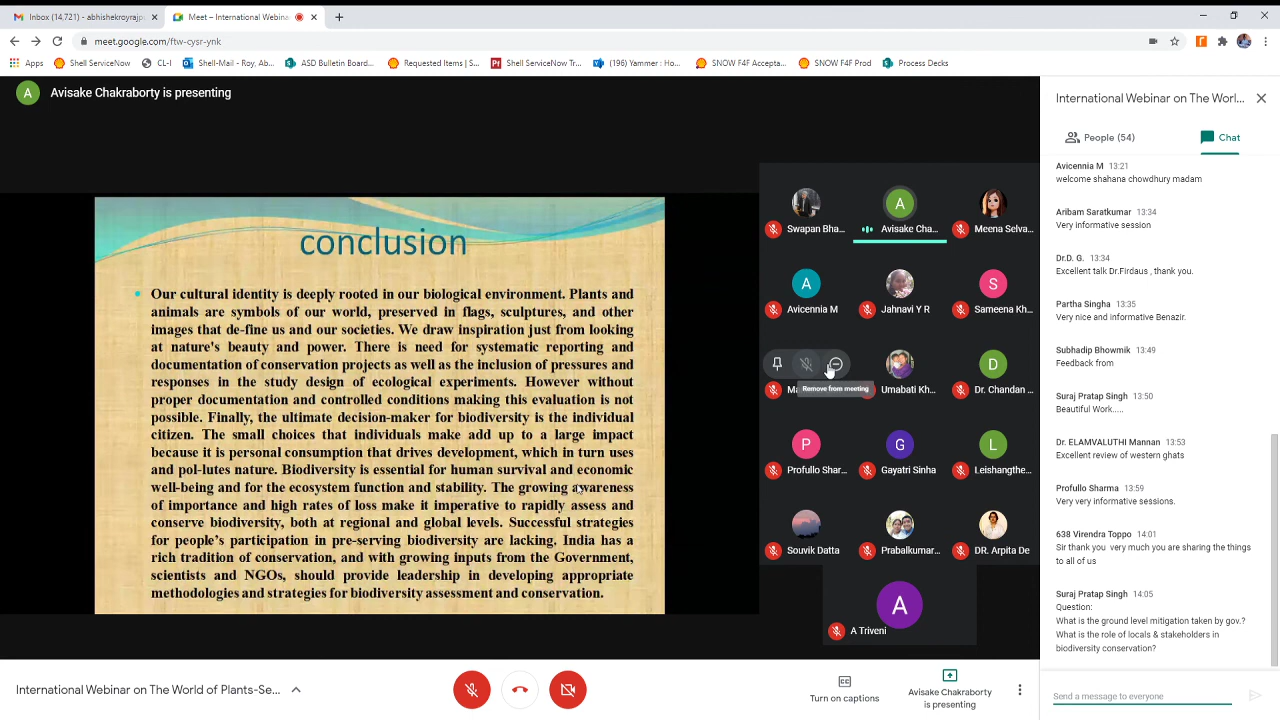 Inbox (14,721) - abhishekroyrajp
Meet – International Webina
meet.google.com/ftw-cysr-ynk
Apps
Shell ServiceNow
CL-I
Shell-Mail - Roy, Ab...
ASD Bulletin Board...
Requested Items | S...
Shell ServiceNow Tr...
(196) Yammer : Ho...
SNOW F4F Accepta...
SNOW F4F Prod
Process Decks
A
Avisake Chakraborty is presenting
conclusion
Our cultural identity is deeply rooted in our biological environment. Plants and
animals are symbols of our world, preserved in flags, sculptures, and other
images that de-fine us and our societies. We draw inspiration just from looking
at nature's beauty and power. There is need for systematic reporting and
documentation of conservation projects as well as the inclusion of pressures and
responses in the study design of ecological experiments. However without
proper documentation and controlled conditions making this evaluation is not
possible. Finally, the ultimate decision-maker for biodiversity is the individual
citizen. The small choices that individuals make add up to a large impact
because it is personal consumption that drives development, which in turn uses
and pol-lutes nature. Biodiversity is essential for human survival and economic
well-being and for the ecosystem function and stability. The growing awareness
of importance and high rates of loss make it imperative to rapidly assess and
conserve biodiversity, both at regional and global levels. Successful strategies
for people's participation in pre-serving biodiversity are lacking. India has a
rich tradition of conservation, and with growing inputs from the Government,
scientists and NGOs, should provide leadership in developing appropriate
methodologies and strategies for biodiversity assessment and conservation.
A
Swapan Bha...
Avisake Cha...
Meena Selva...
A
S
Avicennia M
Jahnavi Y R
Sameena Kh...
D
Remove from meeting
Ma
Umabati Kh...
Dr. Chandan ...
P
G
L
Profullo Shar...
Gayatri Sinha
Leishangthe...
Souvik Datta
Prabalkumar...
DR. Arpita De
A
A Triveni
International Webinar on The Worl...
People (54)
Chat
Avicennia M 13:21
welcome shahana chowdhury madam
Aribam Saratkumar 13:34
Very informative session
Dr.D. G. 13:34
Excellent talk Dr.Firdaus , thank you.
Partha Singha 13:35
Very nice and informative Benazir.
Subhadip Bhowmik 13:49
Feedback from
Suraj Pratap Singh 13:50
Beautiful Work.....
Dr. ELAMVALUTHI Mannan 13:53
Excellent review of western ghats
Profullo Sharma 13:59
Very very informative sessions.
638 Virendra Toppo 14:01
Sir thank you very much you are sharing the things
to all of us
Suraj Pratap Singh 14:05
Question:
What is the ground level mitigation taken by gov.?
What is the role of locals & stakeholders in
biodiversity conservation?
Send a message to everyone
International Webinar on The World of Plants-Se...
Turn on captions
Avisake Chakraborty
is presenting